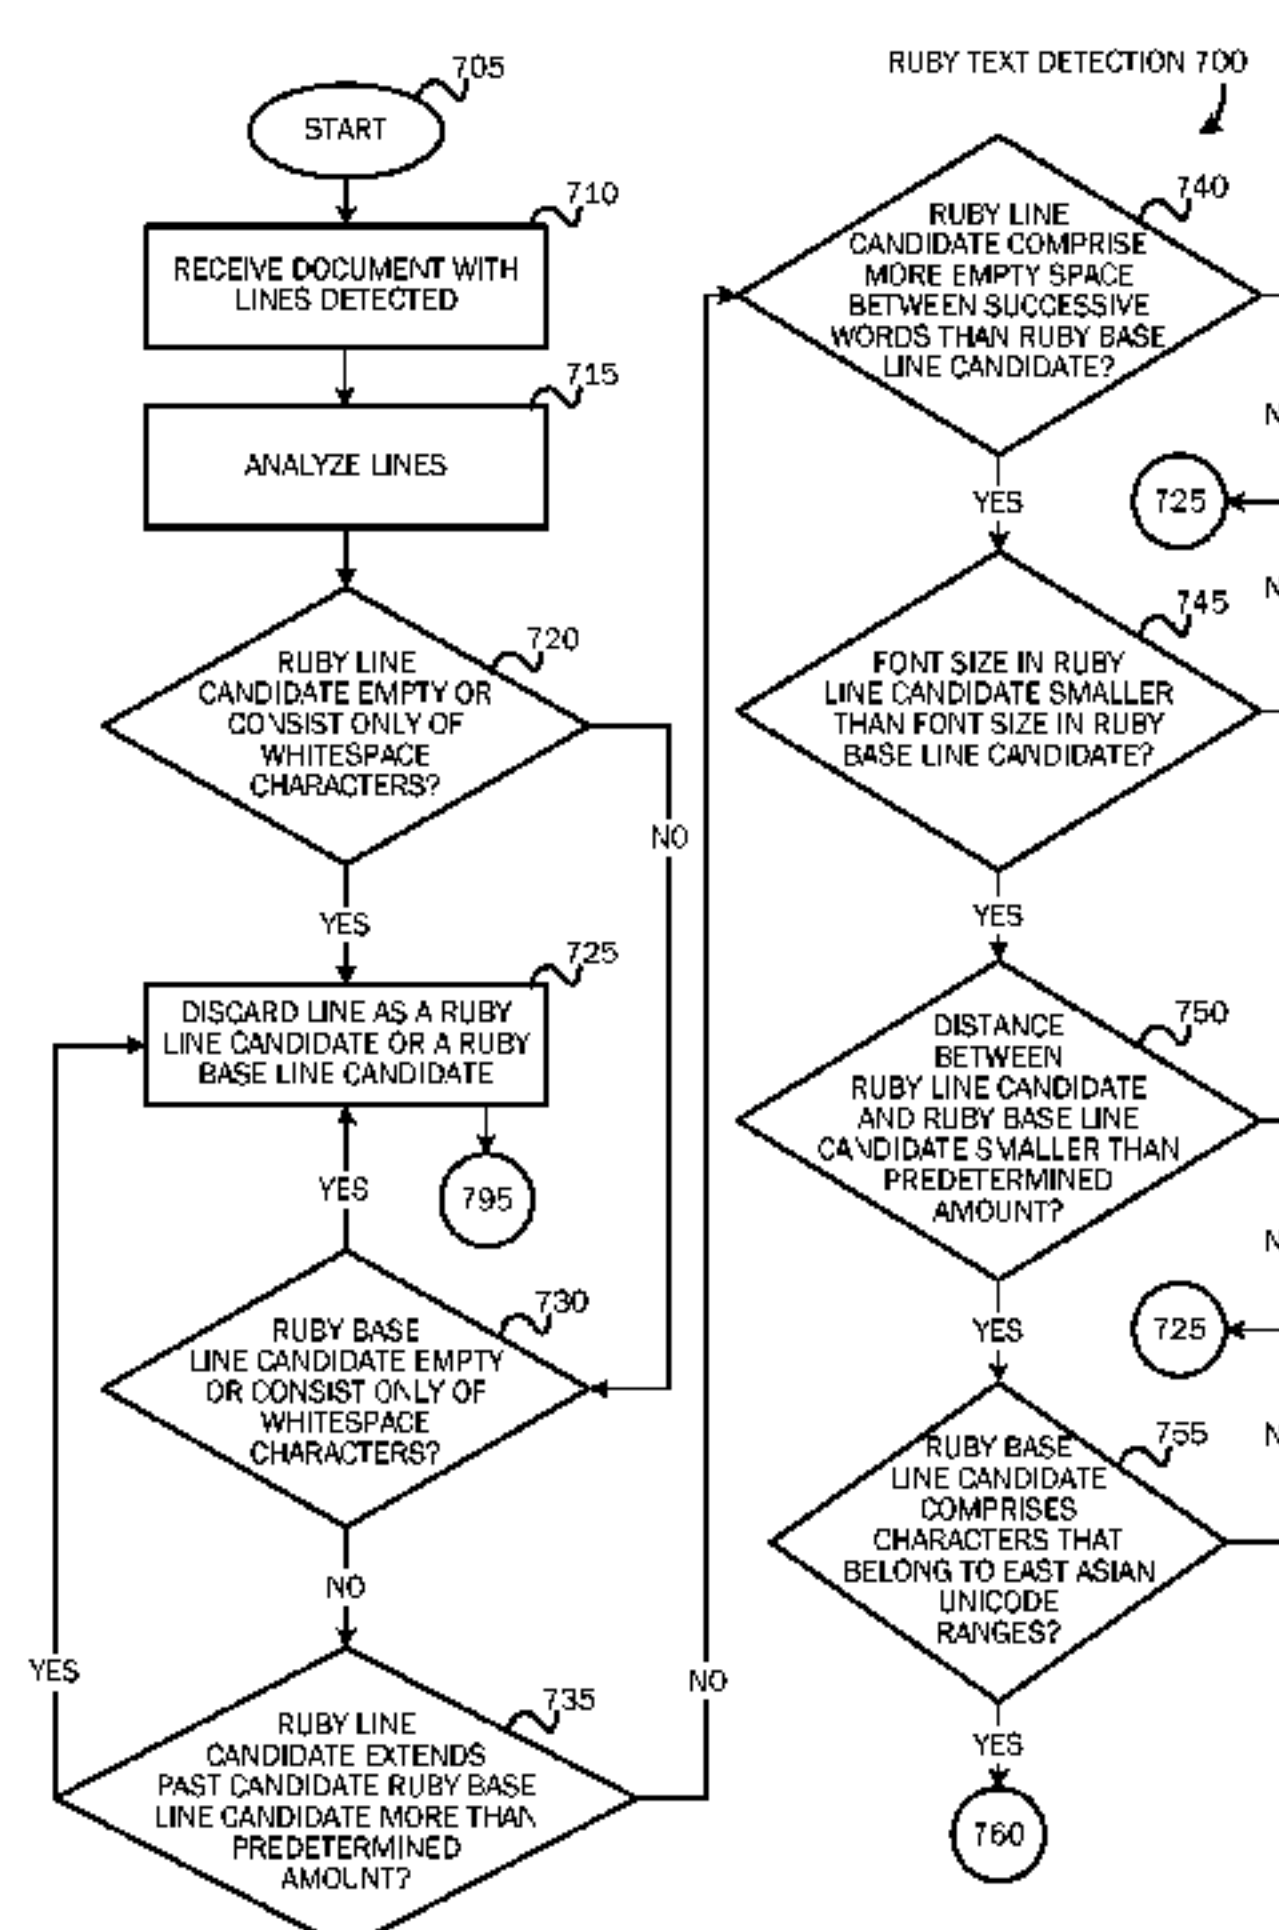 RUBY TEXT DETECTION 700
705
START
710
RECEIVE DOCUMENT WITH
LINES DETECTED
715
ANALYZE LINES
720
RUBY LINE
CANDIDATE EMPTY OR
CONSIST ONLY OF
WHITESPACE
CHARACTERS?
NO
YES
725
DISCARD LINE AS A RUBY
LINE CANDIDATE OR A RUBY
BASE LINE CANDIDATE
YES
795
730
RUBY BASE
LINE CANDIDATE EMPTY
OR CONSIST ONLY OF
WHITESPACE
CHARACTERS?
NO
YES
735
NO
RUBY LINE
CANDIDATE EXTENDS
PAST CANDIDATE RUBY BASE
LINE CANDIDATE MORE THAN
PREDETERMINED
AMOUNT?
740
RUBY LINE
CANDIDATE COMPRISE
MORE EMPTY SPACE
BETWEEN SUCCESSIVE
WORDS THAN RUBY BASE
LINE CANDIDATE?
N
YES
725
N
745
FONT SIZE IN RUBY
LINE CANDIDATE SMALLER
THAN FONT SIZE IN RUBY
BASE LINE CANDIDATE?
YES
750
DISTANCE
BETWEEN
RUBY LINE CANDIDATE
AND RUBY BASE LINE
CANDIDATE SMALLER THAN
PREDETERMINED
AMOUNT?
N
YES
725
N
755
RUBY BASE
LINE CANDIDATE
COMPRISES
CHARACTERS THAT
BELONG TO EAST ASIAN
UNICODE
RANGES?
YES
760